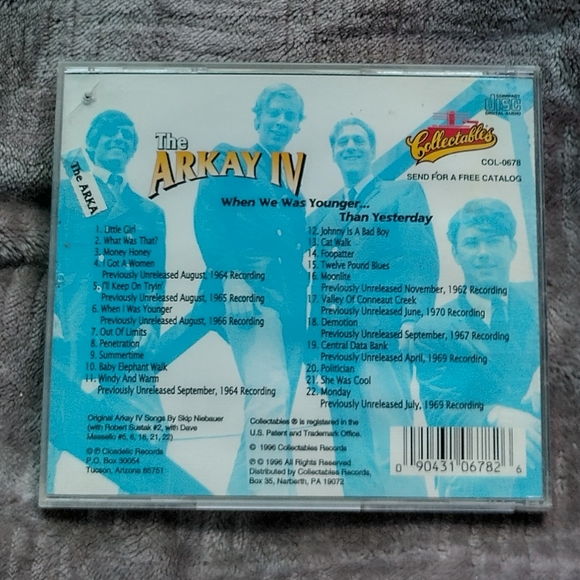 COMPACT
disc
DIGITAL AUDIO
Collectables
COL-0678
SEND FOR A FREE CATALOG
The
ARKAY IV
The ARKA
When We Was Younger...
Than Yesterday
1. Little Girl
2. What Was That?
3. Money Honey
4. I Got A Women
Previously Unreleased August, 1964 Recording
5. I'll Keep On Tryin'
Previously Unreleased August, 1965 Recording
6. When I Was Younger
Previously Unreleased August, 1966 Recording
7. Out Of Limits
8. Penetration
9. Summertime
10. Baby Elephant Walk
11. Windy And Warm
Previously Unreleased September, 1964 Recording
12. Johnny Is A Bad Boy
13. Cat Walk
14. Foopatter
15. Twelve Pound Blues
16. Moonlite
Previously Unreleased November, 1962 Recording
17. Valley Of Conneaut Creek
Previously Unreleased June, 1970 Recording
18. Demotion
Previously Unreleased September, 1967 Recording
19. Central Data Bank
Previously Unreleased April, 1969 Recording
20. Politician
21. She Was Cool
22. Monday
Previously Unreleased July, 1969 Recording
Original Arkay IV Songs By Skip Niebauer
(with Robert Sustak #2, with Dave
Massello #5, 6, 18, 21, 22)
© ℗ Cicadelic Records
P.O. Box 30054
Tucson, Arizona 85751
Collectables ® is registered in the
U.S. Patent and Trademark Office.
© 1996 Collectables Records
℗ © 1996 All Rights Reserved.
Distributed by Collectables Records,
Box 35, Narberth, PA 19072
0 90431 06782 6